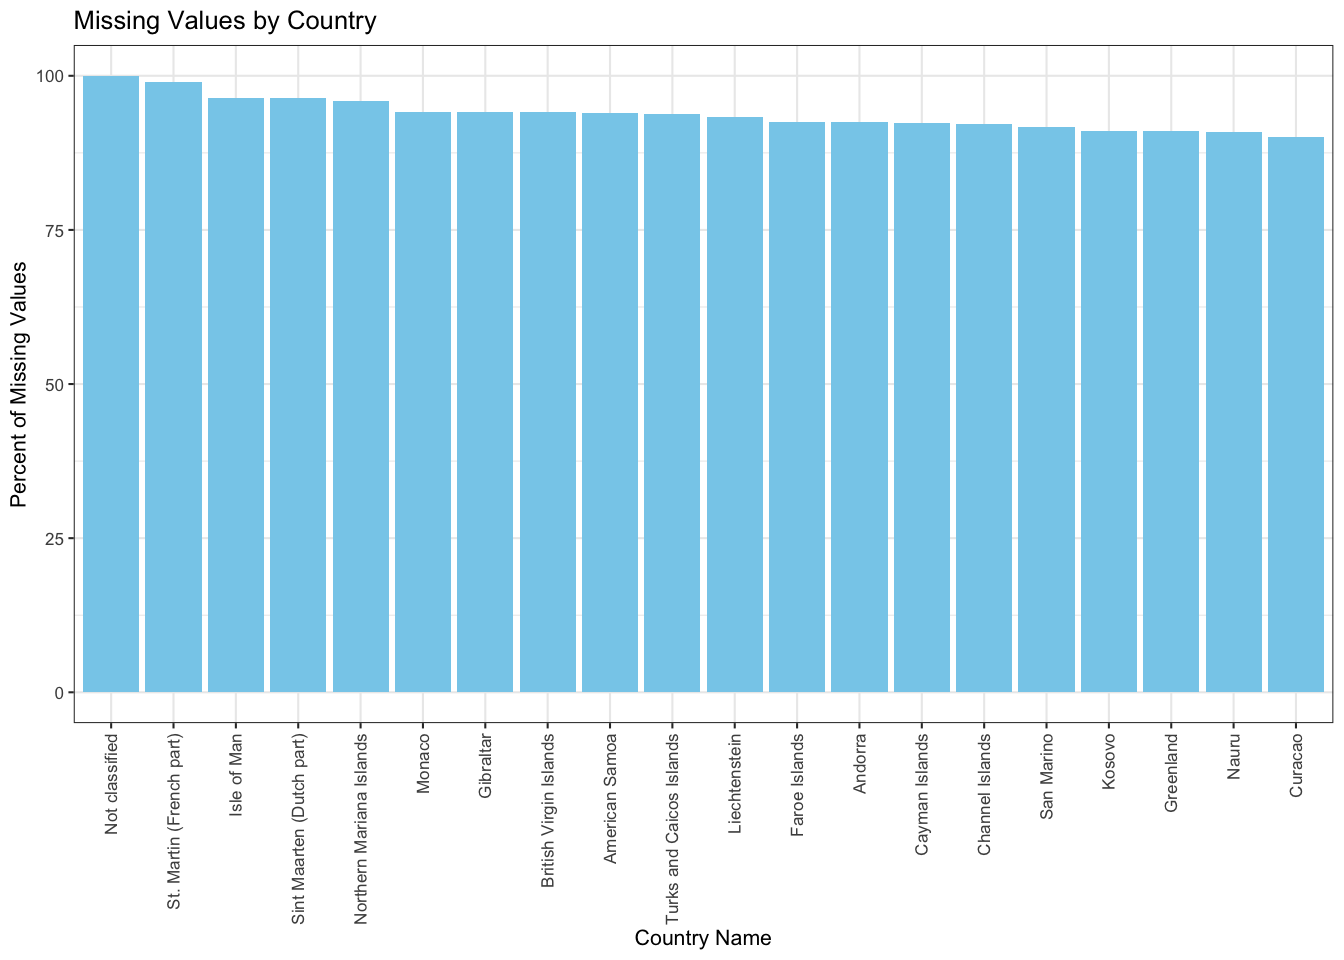 Missing Values by Country
Percent of Missing Values
100
75
50
25
0
Not classified
St. Martin (French part)
Isle of Man
Sint Maarten (Dutch part)
Northern Mariana Islands
Monaco
Gibraltar
British Virgin Islands
American Samoa
Turks and Caicos Islands
Liechtenstein
Faroe Islands
Andorra
Cayman Islands
Channel Islands
San Marino
Kosovo
Greenland
Nauru
Curacao
Country Name